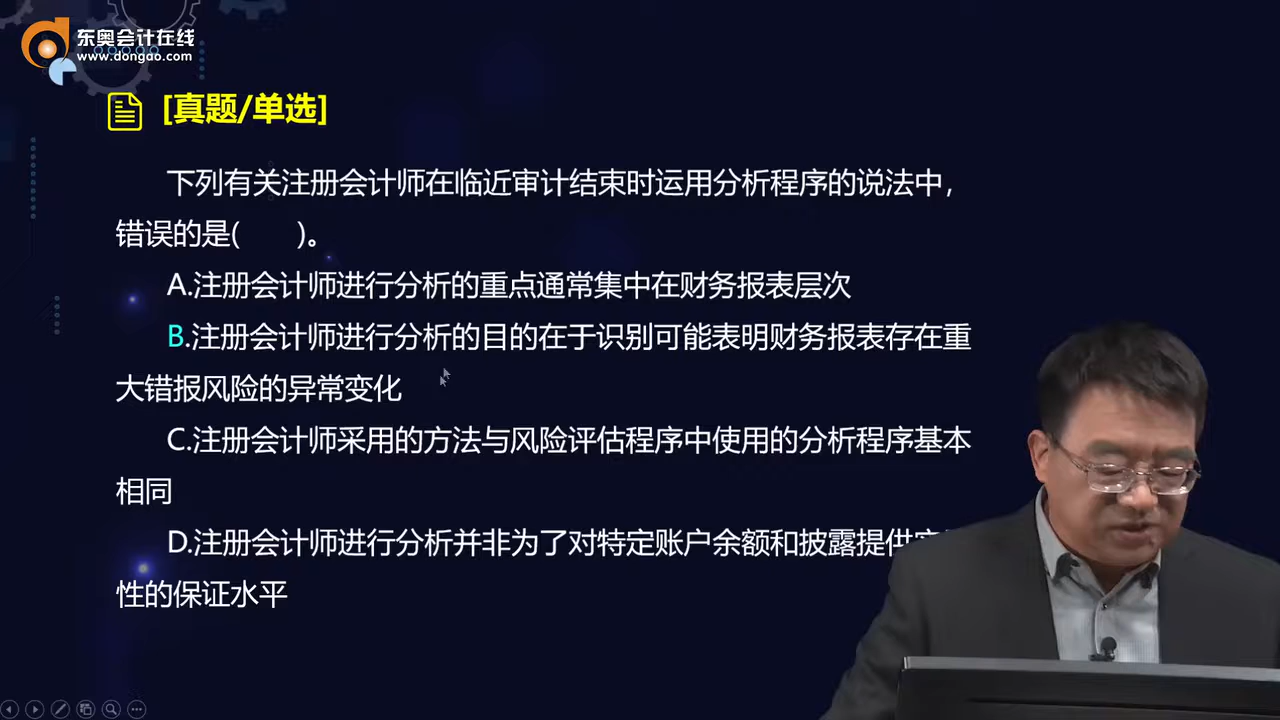 东奥会计在线
www.dongao.com
[真题/单选]
下列有关注册会计师在临近审计结束时运用分析程序的说法中，
错误的是(　　)。
A.注册会计师进行分析的重点通常集中在财务报表层次
B.注册会计师进行分析的目的在于识别可能表明财务报表存在重
大错报风险的异常变化
C.注册会计师采用的方法与风险评估程序中使用的分析程序基本
相同
D.注册会计师进行分析并非为了对特定账户余额和披露提供
性的保证水平